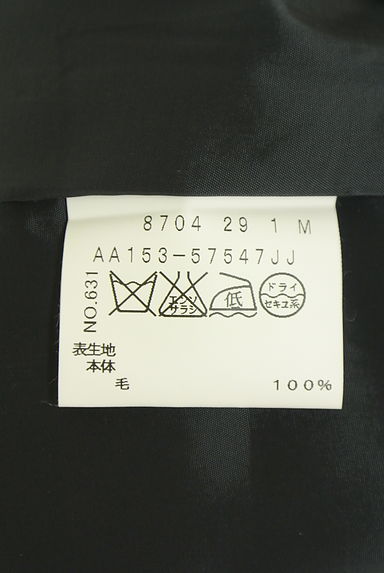 8704 29 1 M
AA153-57547JJ
NO.631
エンソ
サラシ
低
ドライ
セキユ系
表生地
本体
毛 100%